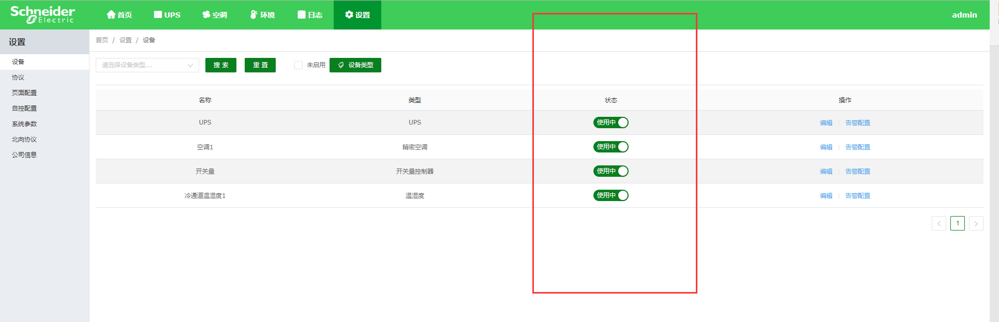 Schneider Electric
首页 UPS 空调 环境 日志 设置 admin
设置
设备
协议
页面配置
自控配置
系统参数
北向协议
公司信息
首页 / 设置 / 设备
请选择设备类型... 搜 索 重 置 未启用 设备类型
名称 类型 状态 操作
UPS UPS 使用中 编辑 告警配置
空调1 精密空调 使用中 编辑 告警配置
开关量 开关量控制器 使用中 编辑 告警配置
冷通道温湿度1 温湿度 使用中 编辑 告警配置
< 1 >